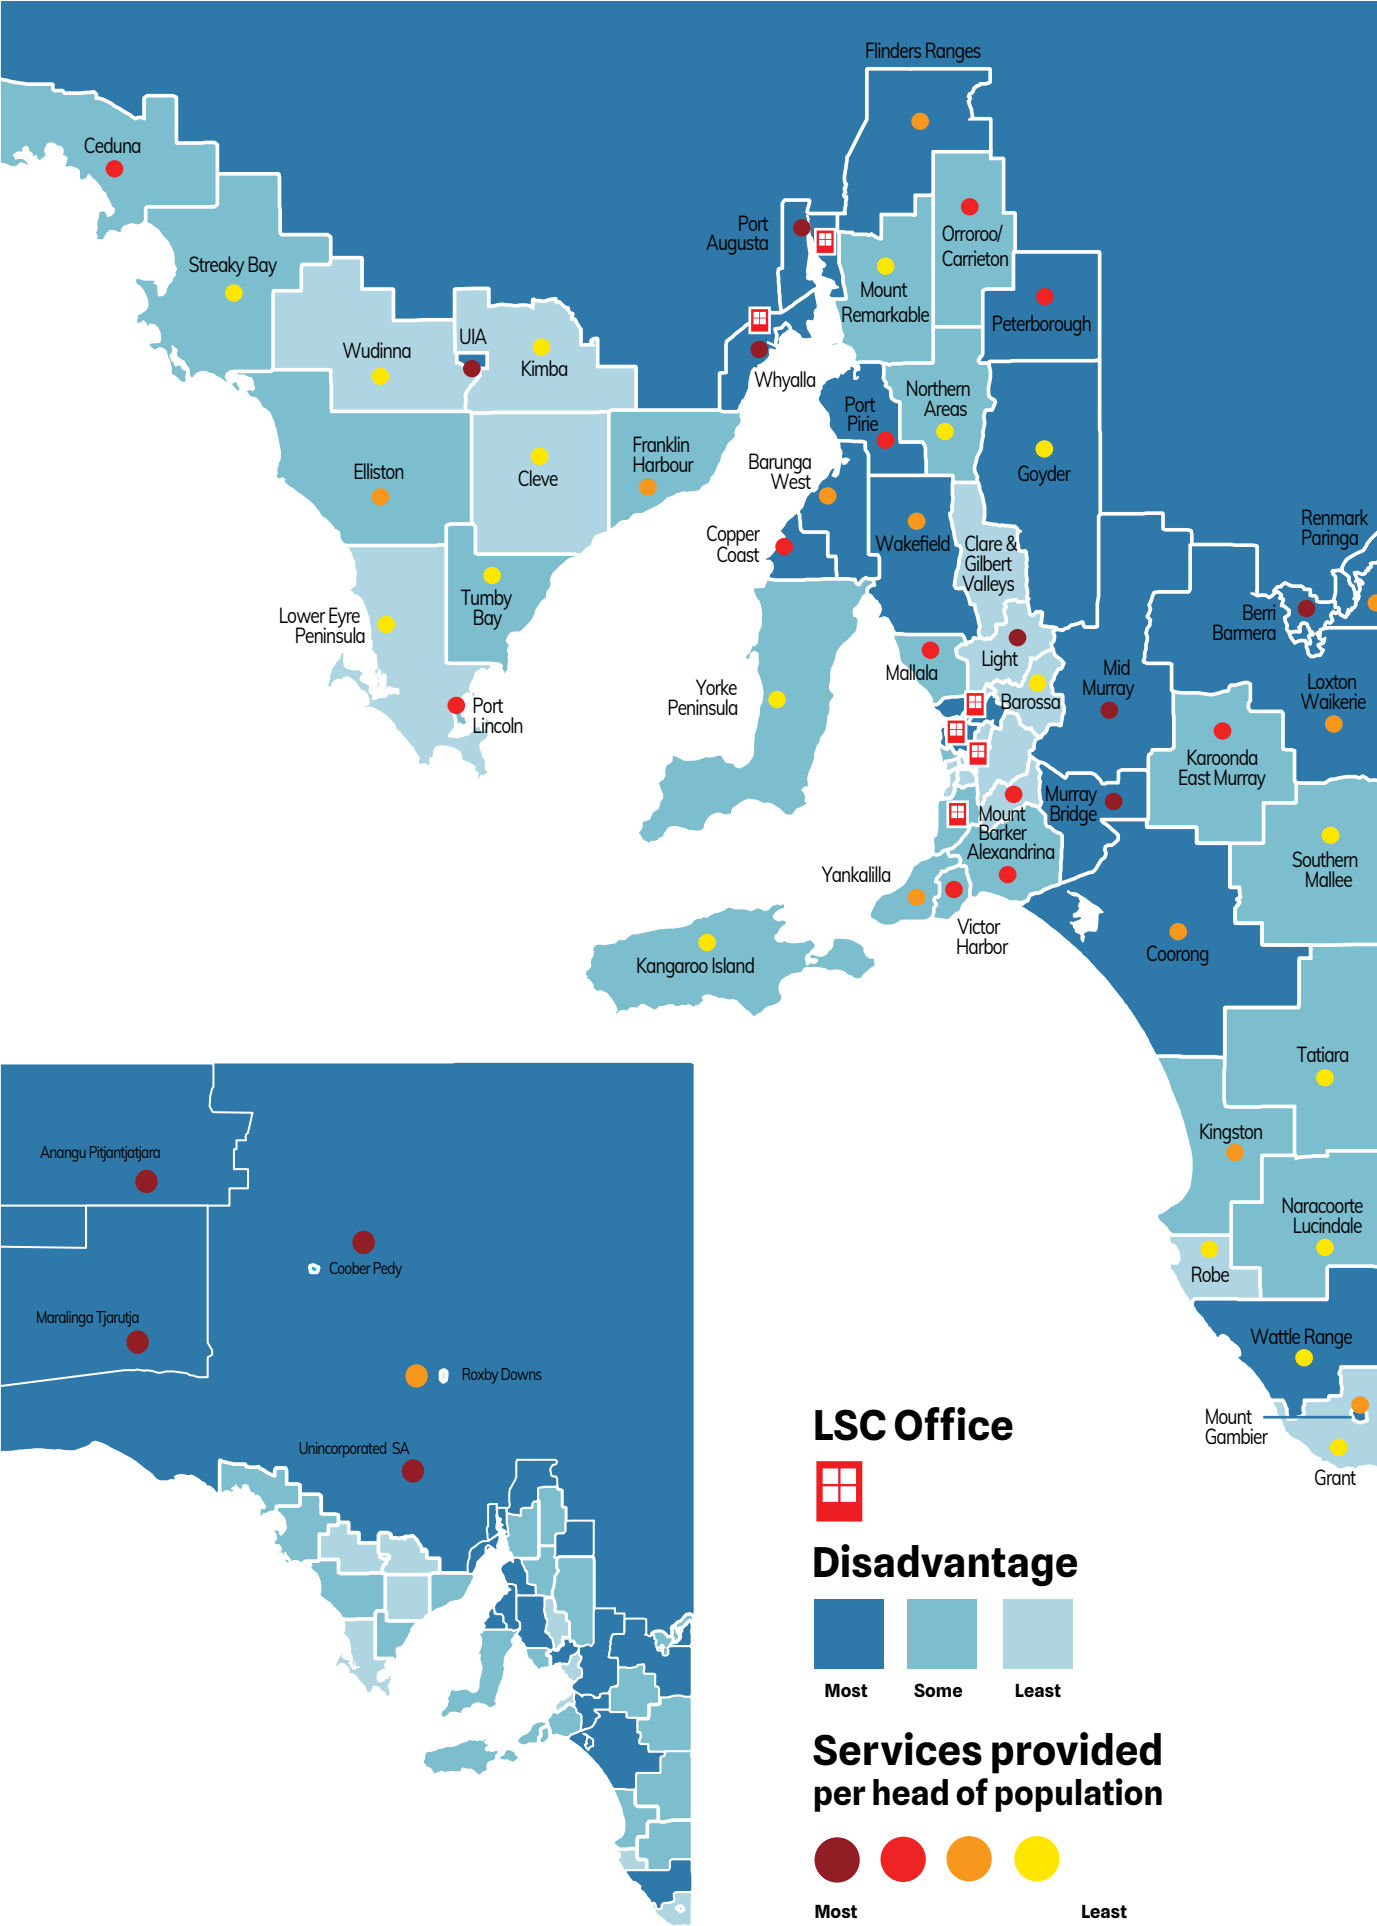 Flinders Ranges
Ceduna
Port
Augusta
Orroroo/
Carrieton
Streaky Bay
Mount
Remarkable
Peterborough
UIA
Wudinna
Kimba
Whyalla
Northern
Areas
Port
Pirie
Franklin
Harbour
Barunga
West
Elliston
Cleve
Goyder
Renmark
Paringa
Copper
Coast
Wakefield
Clare &
Gilbert
Valleys
Tumby
Bay
Lower Eyre
Peninsula
Berri
Barmera
Light
Mallala
Mid
Murray
Loxton
Waikerie
Yorke
Peninsula
Barossa
Port
Lincoln
Karoonda
East Murray
Murray
Bridge
Mount
Barker
Alexandrina
Southern
Mallee
Yankalilla
Victor
Harbor
Coorong
Kangaroo Island
Tatiara
Kingston
Anangu Pitjantjatjara
Naracoorte
Lucindale
Coober Pedy
Robe
Maralinga Tjarutja
Wattle Range
Roxby Downs
Mount
Gambier
Unincorporated SA
Grant
LSC Office
Disadvantage
Most Some Least
Services provided
per head of population
Most Least